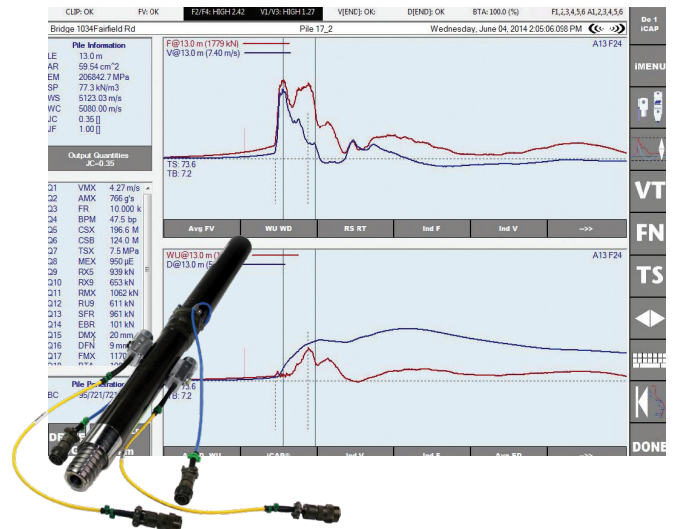 CLIP: OK FV: OK F2/F4: HIGH 2.42 V1/V3: HIGH 1.27 V[END]: OK: D[END]: OK BTA: 100.0 (%) F1,2,3,4,5,6 A1,2,3,4,5,6
De 1
iCAP
Bridge 1034Fairfield Rd Pile 17_2 Wednesday, June 04, 2014 2:05:06.098 PM
Pile Information
LE 13.0 m
AR 59.54 cm^2
EM 206842.7 MPa
SP 77.3 kN/m3
WS 5123.03 m/s
WC 5080.00 m/s
JC 0.35 []
JF 1.00 []
Output Quantities
JC=0.35
Q1 VMX 4.27 m/s
Q2 AMX 766 g's
Q3 FR 10.000 k
Q4 BPM 47.5 bp
Q5 CSX 196.6 M
Q6 CSB 124.0 M
Q7 TSX 7.5 MPa
Q8 MEX 950 µE
Q9 RX5 939 kN
Q10 RX9 653 kN
Q11 RMX 1062 kN
Q12 RU9 611 kN
Q13 SFR 961 kN
Q14 EBR 101 kN
Q15 DMX 20 mm
Q16 DFN 9 mm
Q17 FMX 1170
BC 95/721/721
F@13.0 m (1779 kN)
V@13.0 m (7.40 m/s)
A13 F24
TS: 73.6
TB: 7.2
Avg FV WU WD RS RT Ind F Ind V -->>
WU@13.0 m
D@13.0 m
A13 F24
73.6
TB: 7.2
iCAP® Ind V Ind F -->>
iMENU
VT
FN
TS
DONE